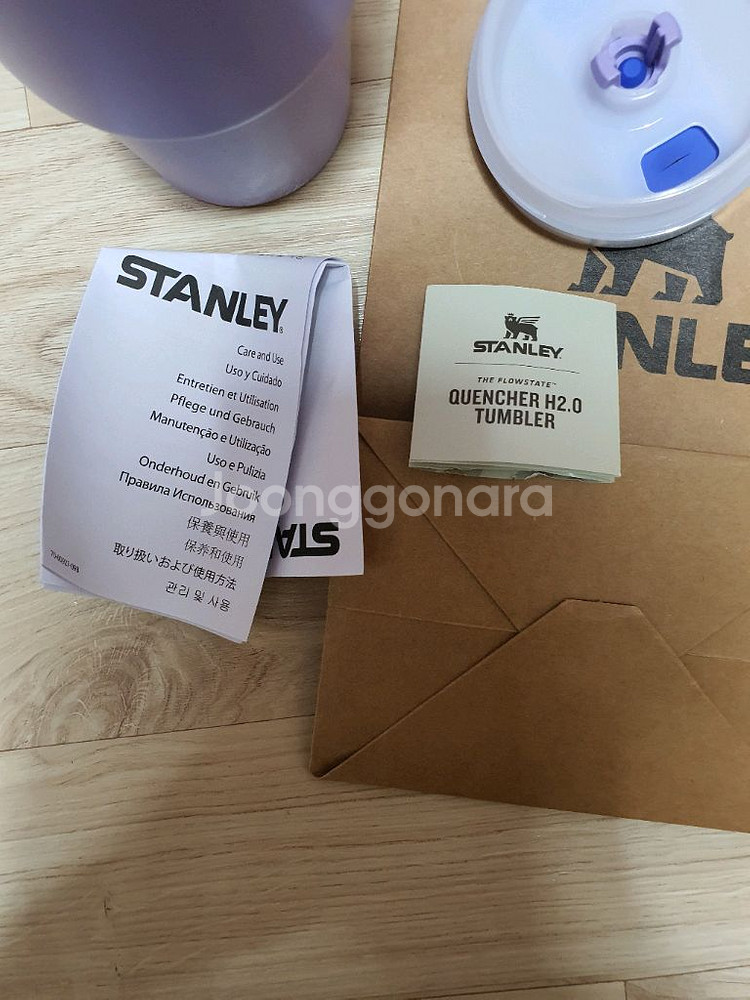 STANLEY
Care and Use
Uso y Cuidado
Entretien et Utilisation
Pflege und Gebrauch
Manutenção e Utilização
Uso e Pulizia
Onderhoud en Gebruik
Правила Использования
保養與使用
保养和使用
取り扱いおよび使用方法
관리 및 사용
STA
STANLEY
THE FLOWSTATE™
QUENCHER H2.0
TUMBLER
NLE
Joonggonara